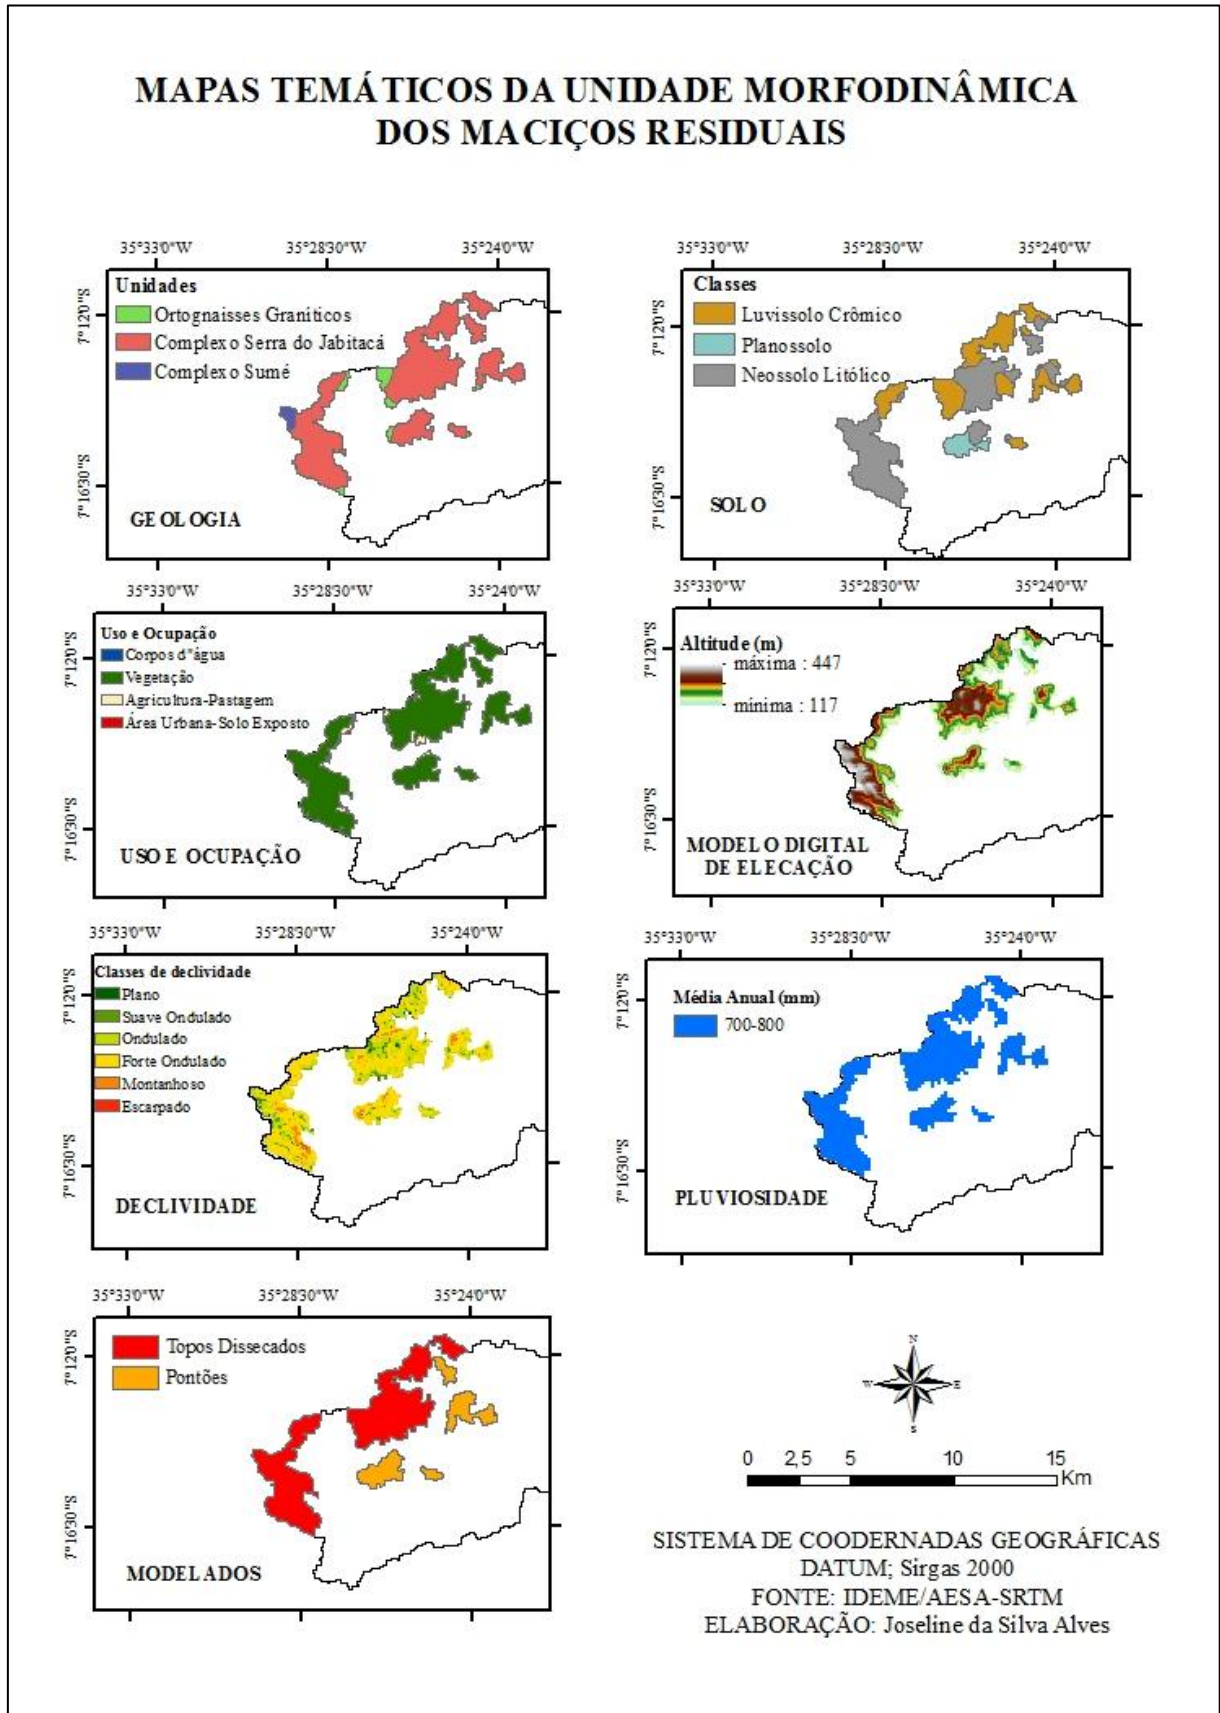 MAPAS TEMÁTICOS DA UNIDADE MORFODINÂMICA
DOS MACIÇOS RESIDUAIS
35°33'0"W 35°28'30"W 35°24'0"W
7°12'0"S
7°16'30"S
Unidades
Ortognaisses Graníticos
Complexo Serra do Jabitacá
Complexo Sumé
GEOLOGIA
35°33'0"W 35°28'30"W 35°24'0"W
7°12'0"S
7°16'30"S
Classes
Luvissolo Crômico
Planossolo
Neossolo Litólico
SOLO
35°33'0"W 35°28'30"W 35°24'0"W
7°12'0"S
7°16'30"S
Uso e Ocupação
Corpos d"água
Vegetação
Agricultura-Pastagem
Área Urbana-Solo Exposto
USO E OCUPAÇÃO
35°33'0"W 35°28'30"W 35°24'0"W
7°12'0"S
7°16'30"S
Altitude (m)
máxima : 447
mínima : 117
MODELO DIGITAL
DE ELECAÇÃO
35°33'0"W 35°28'30"W 35°24'0"W
7°12'0"S
7°16'30"S
Classes de declividade
Plano
Suave Ondulado
Ondulado
Forte Ondulado
Montanhoso
Escarpado
DECLIVIDADE
35°33'0"W 35°28'30"W 35°24'0"W
7°12'0"S
7°16'30"S
Média Anual (mm)
700-800
PLUVIOSIDADE
35°33'0"W 35°28'30"W 35°24'0"W
7°12'0"S
7°16'30"S
Topos Dissecados
Pontões
MODELADOS
N
W E
S
0 2,5 5 10 15
Km
SISTEMA DE COODERNADAS GEOGRÁFICAS
DATUM; Sirgas 2000
FONTE: IDEME/AESA-SRTM
ELABORAÇÃO: Joseline da Silva Alves